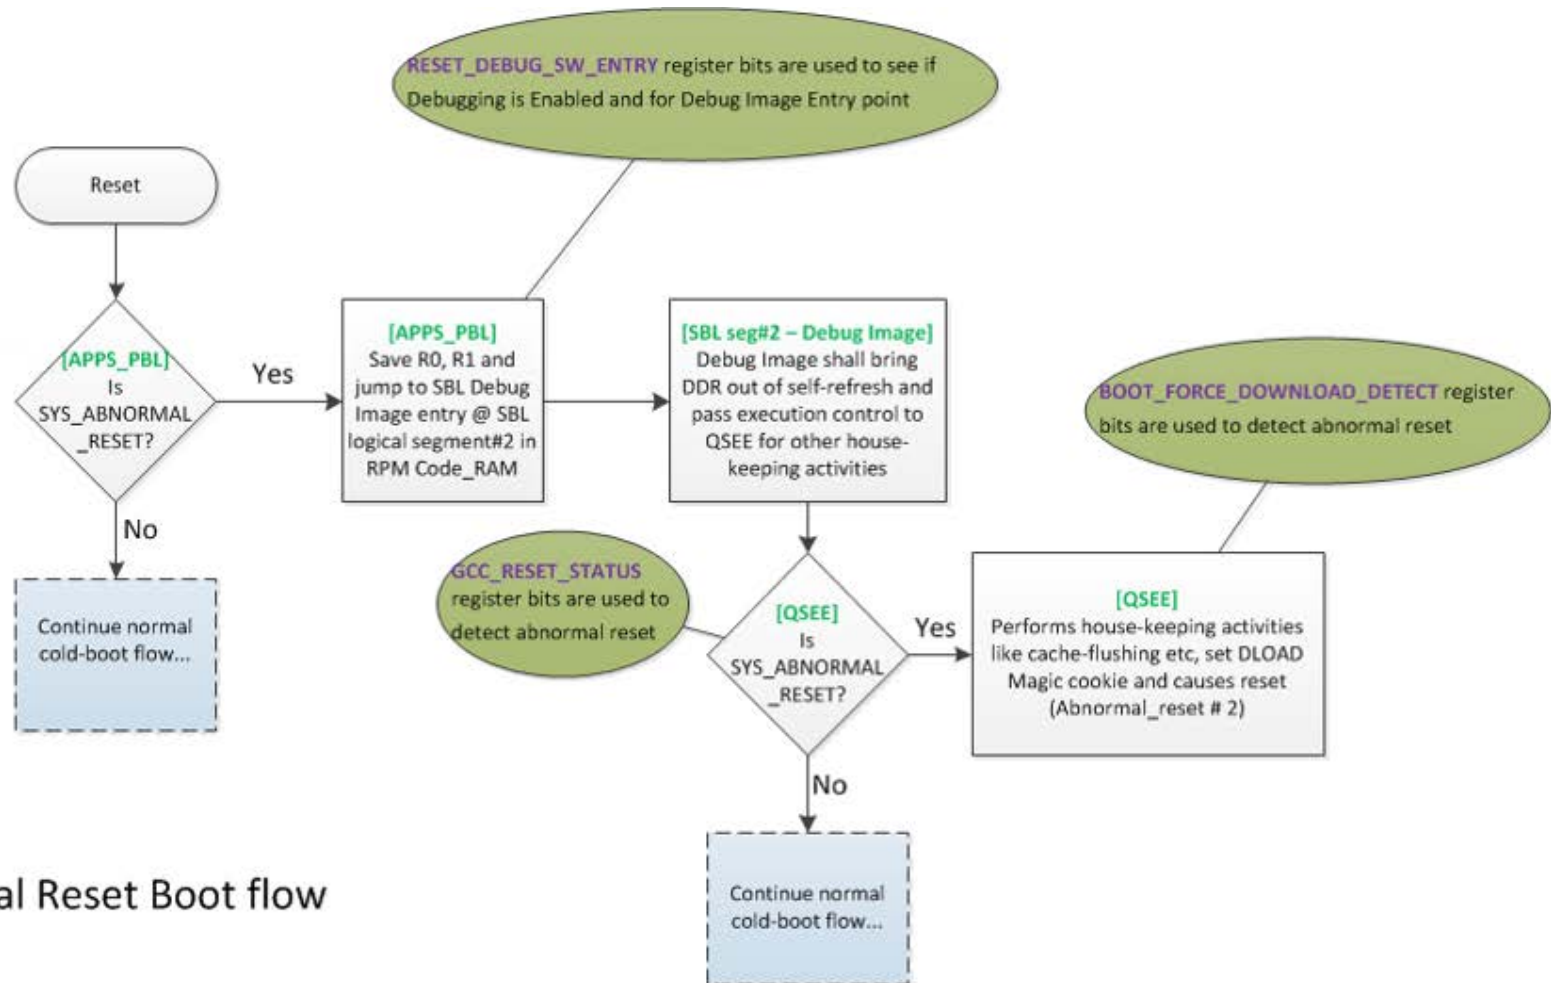 RESET_DEBUG_SW_ENTRY register bits are used to see if
Debugging is Enabled and for Debug Image Entry point
Reset
[APPS_PBL]
Is
SYS_ABNORMAL
_RESET?
Yes
[APPS_PBL]
Save R0, R1 and
jump to SBL Debug
Image entry @ SBL
logical segment#2 in
RPM Code_RAM
[SBL seg#2 – Debug Image]
Debug Image shall bring
DDR out of self-refresh and
pass execution control to
QSEE for other house-
keeping activities
BOOT_FORCE_DOWNLOAD_DETECT register
bits are used to detect abnormal reset
No
Continue normal
cold-boot flow...
GCC_RESET_STATUS
register bits are used to
detect abnormal reset
[QSEE]
Is
SYS_ABNORMAL
_RESET?
Yes
[QSEE]
Performs house-keeping activities
like cache-flushing etc, set DLOAD
Magic cookie and causes reset
(Abnormal_reset # 2)
No
Continue normal
cold-boot flow...
al Reset Boot flow